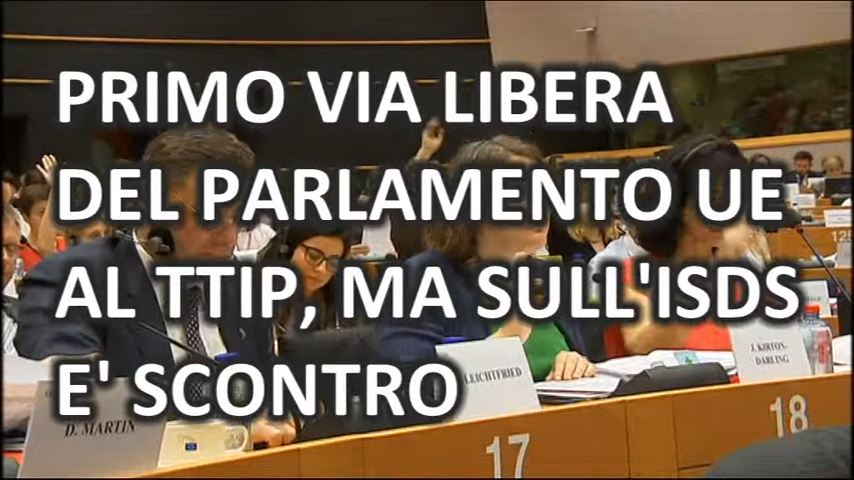 PRIMO VIA LIBERA
DEL PARLAMENTO UE
AL TTIP, MA SULL'ISDS
E' SCONTRO
D. MARTIN
LEICHTFRIED
J. KIRTON-
DARLING
17
18